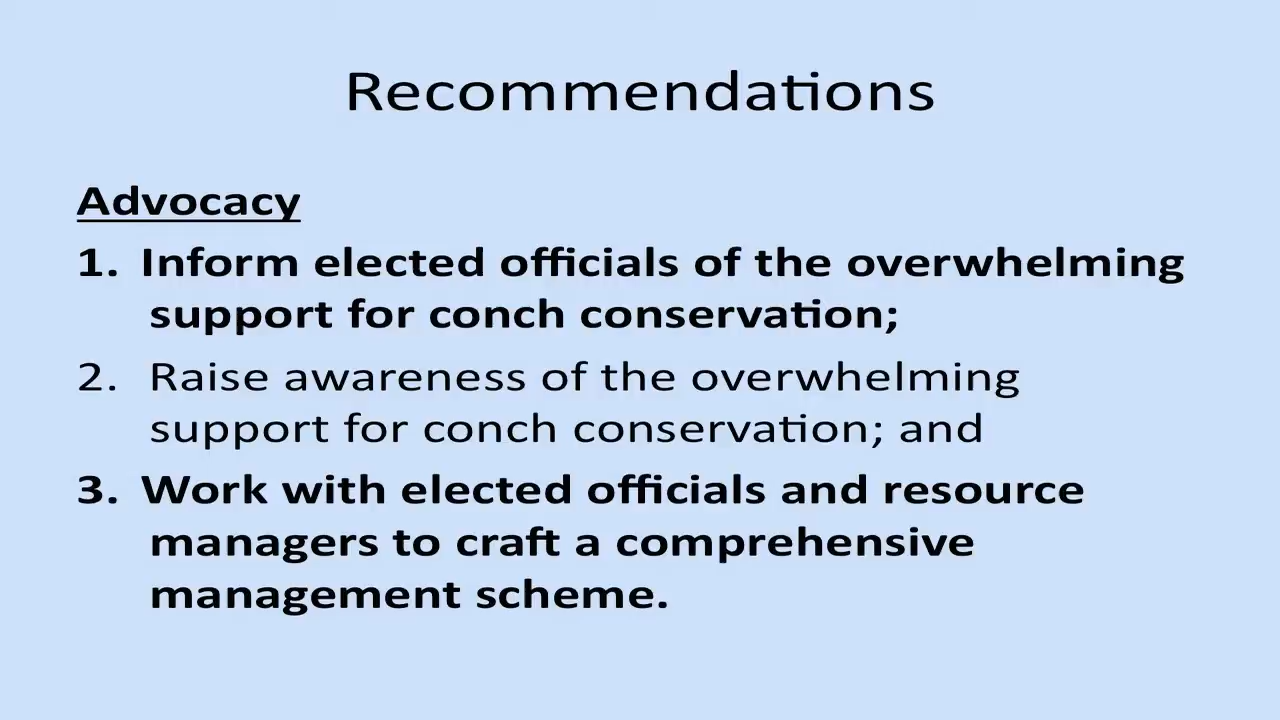 Recommendations
Advocacy
1. Inform elected officials of the overwhelming
support for conch conservation;
2. Raise awareness of the overwhelming
support for conch conservation; and
3. Work with elected officials and resource
managers to craft a comprehensive
management scheme.